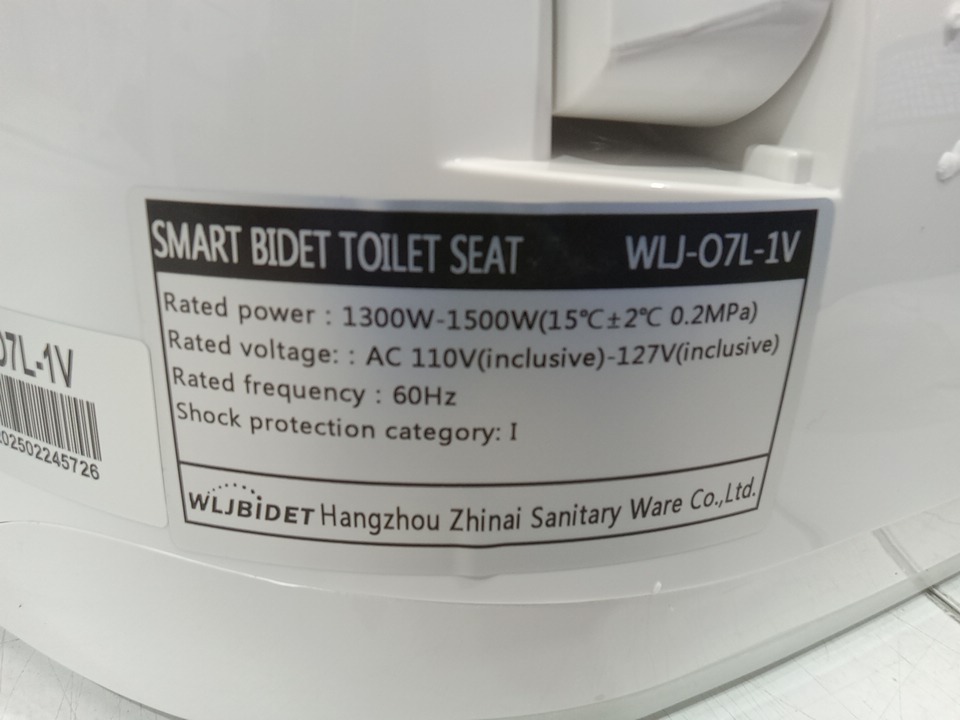 SMART BIDET TOILET SEAT WLJ-07L-1V
Rated power : 1300W-1500W(15℃±2℃ 0.2MPa)
Rated voltage: : AC 110V(inclusive)-127V(inclusive)
Rated frequency : 60Hz
Shock protection category: I
WLJBIDET Hangzhou Zhinai Sanitary Ware Co.,Ltd.
07L-1V
202502245726